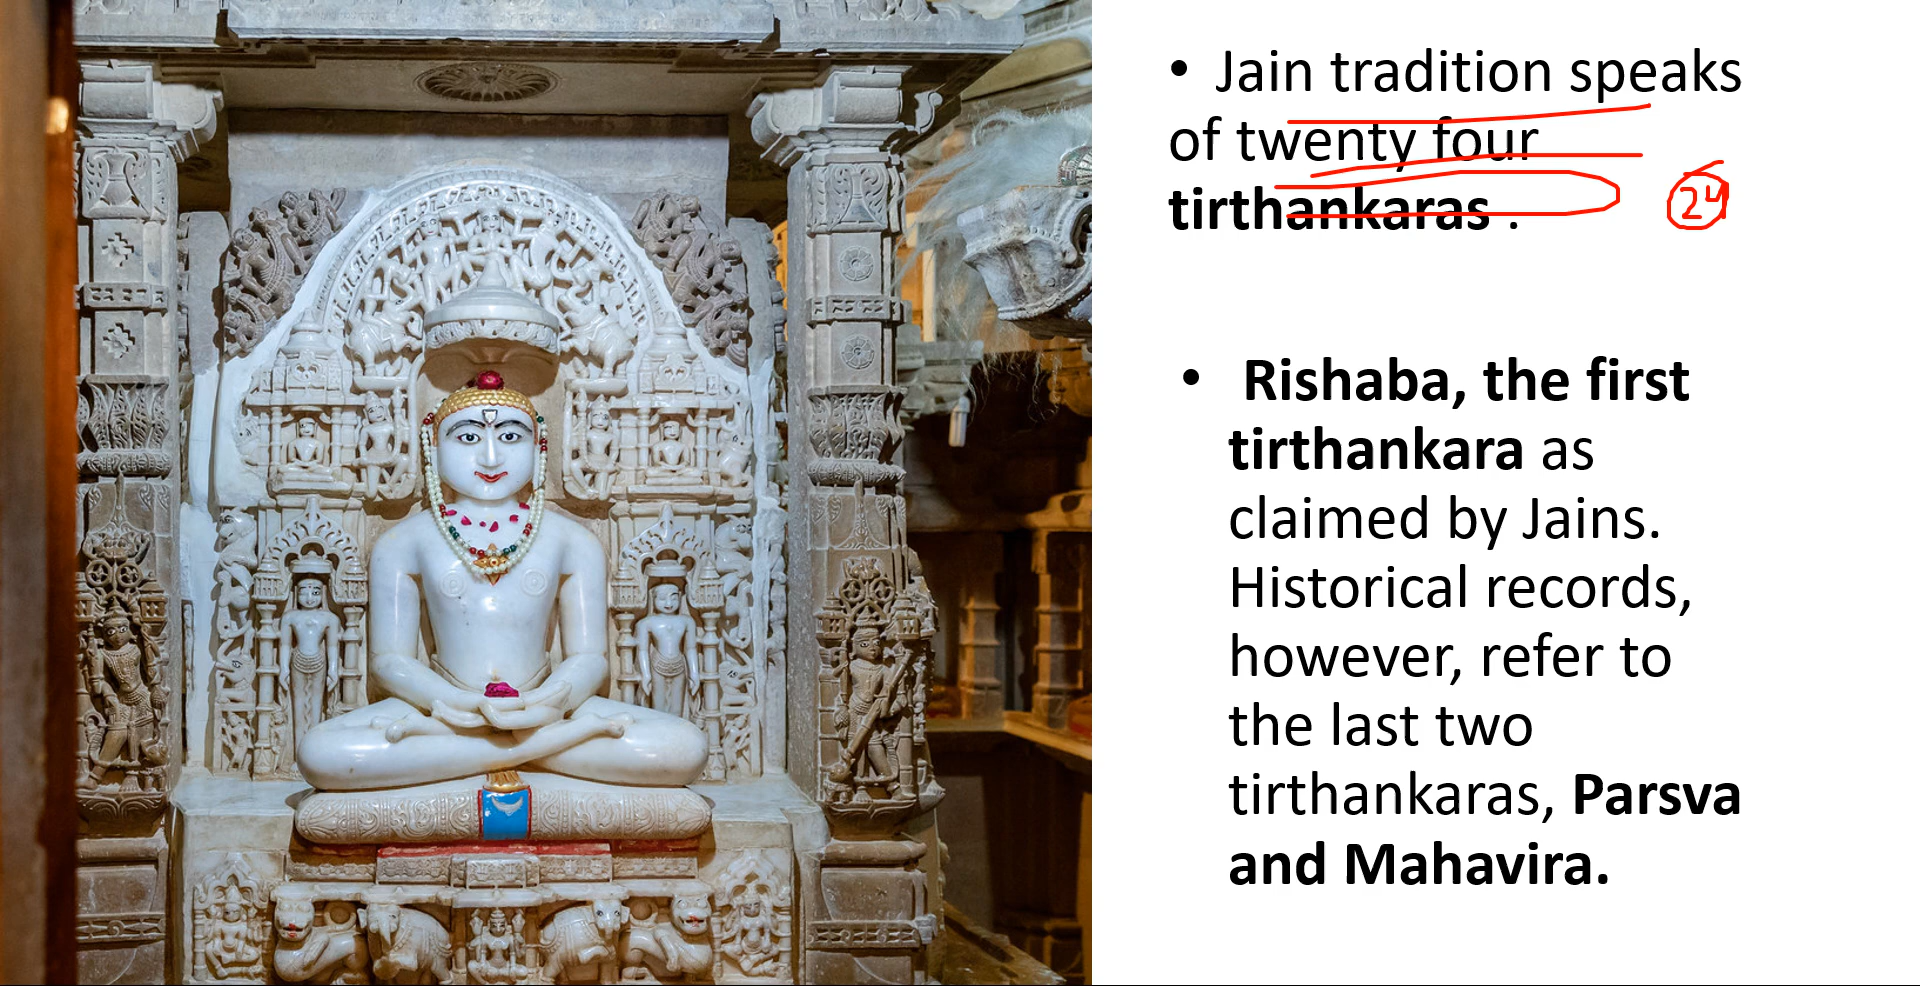 • Jain tradition speaks
of twenty four
tirthankaras .
24
• Rishaba, the first
tirthankara as
claimed by Jains.
Historical records,
however, refer to
the last two
tirthankaras, Parsva
and Mahavira.